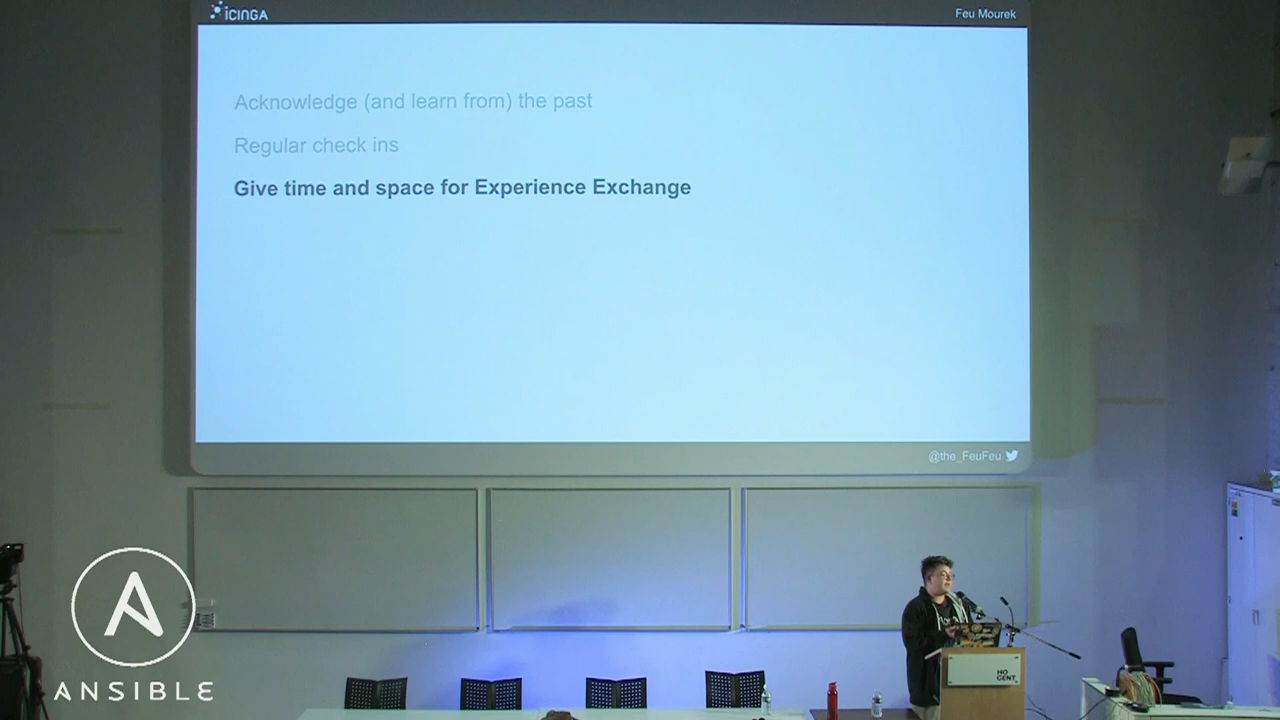 ICINGA
Feu Mourek
Acknowledge (and learn from) the past
Regular check ins
Give time and space for Experience Exchange
@the_FeuFeu
HO
GENT
ANSIBLE